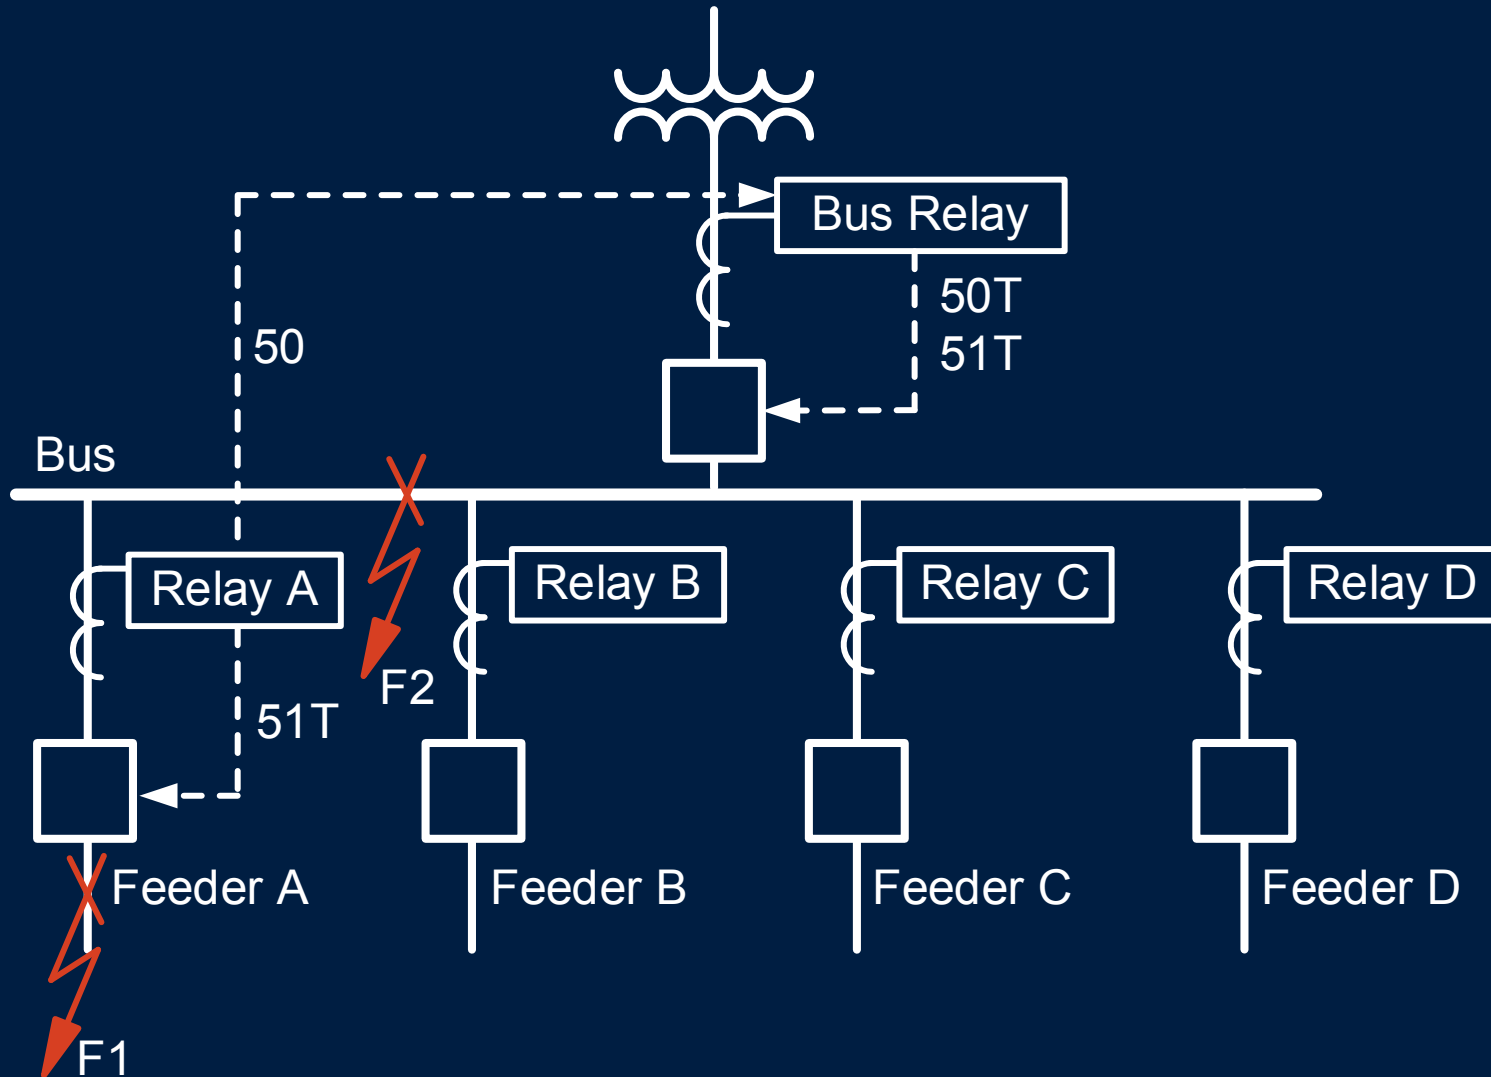 Bus Relay
50T
51T
50
Bus
Relay A
Relay B
Relay C
Relay D
F2
51T
Feeder A
Feeder B
Feeder C
Feeder D
F1